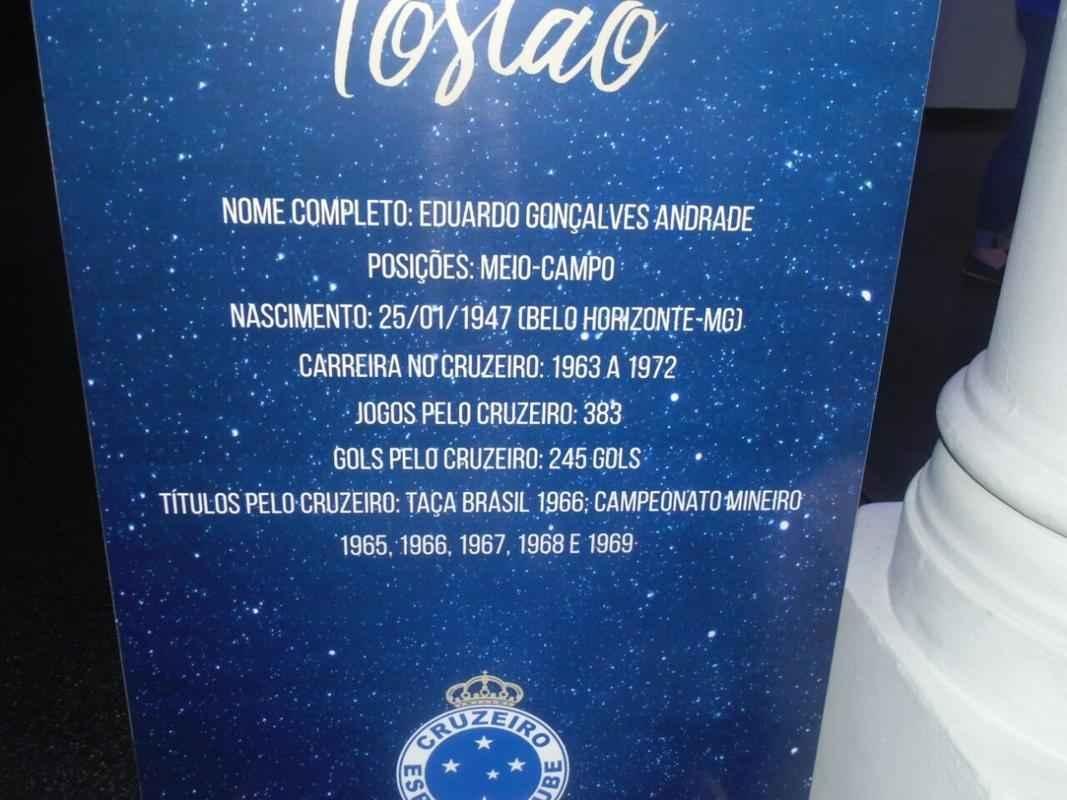 Tostão
NOME COMPLETO: EDUARDO GONÇALVES ANDRADE
POSIÇÕES: MEIO-CAMPO
NASCIMENTO: 25/01/1947 (BELO HORIZONTE-MG)
CARREIRA NO CRUZEIRO: 1963 A 1972
JOGOS PELO CRUZEIRO: 383
GOLS PELO CRUZEIRO: 245 GOLS
TÍTULOS PELO CRUZEIRO: TAÇA BRASIL 1966; CAMPEONATO MINEIRO
1965, 1966, 1967, 1968 E 1969
CRUZEIRO